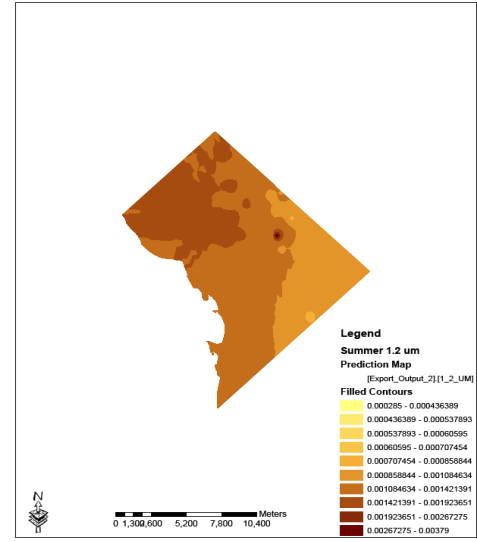 Legend
Summer 1.2 um
Prediction Map
[Export_Output_2].[1_2_UM]
Filled Contours
0.000285 - 0.000436389
0.000436389 - 0.000537893
0.000537893 - 0.00060595
0.00060595 - 0.000707454
0.000707454 - 0.000858844
0.000858844 - 0.001084634
0.001084634 - 0.001421391
0.001421391 - 0.001923651
0.001923651 - 0.00267275
0.00267275 - 0.00379
N
Meters
0 1,3002,600 5,200 7,800 10,400